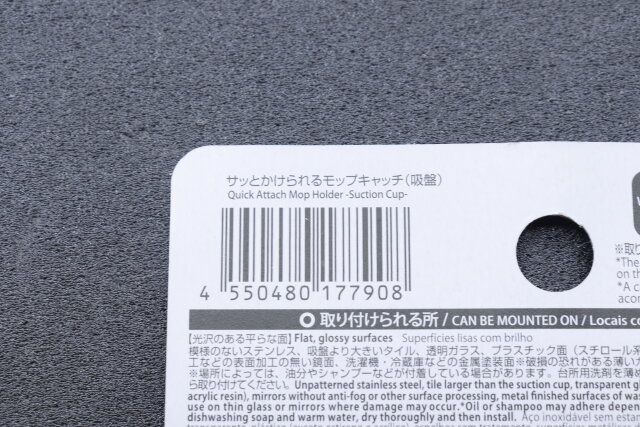 サッとかけられるモップキャッチ(吸盤)
Quick Attach Mop Holder -Suction Cup-
4 550480 177908
取り付けられる所 / CAN BE MOUNTED ON / Locais co
※取り
*The
on the
*A c
acor
【光沢のある平らな面】Flat, glossy surfaces Superfícies lisas com brilho
模様のないステンレス、吸盤より大きいタイル、透明ガラス、プラスチック面(スチロール系
工などの表面加工の無い鏡面、洗濯機・冷蔵庫などの金属塗装面※破損の恐れがある薄いガ
※場所によっては、油分やシャンプーなどが付着している場合があります。台所用洗剤を薄め
ら取り付けてください。Unpatterned stainless steel, tile larger than the suction cup, transparent g
acrylic resin), mirrors without anti-fog or other surface processing, metal finished surfaces of was
use on thin glass or mirrors where damage may occur.*Oil or shampoo may adhere depen
dishwashing soap and warm water, dry thoroughly and then install. Aço inoxidável sem estam